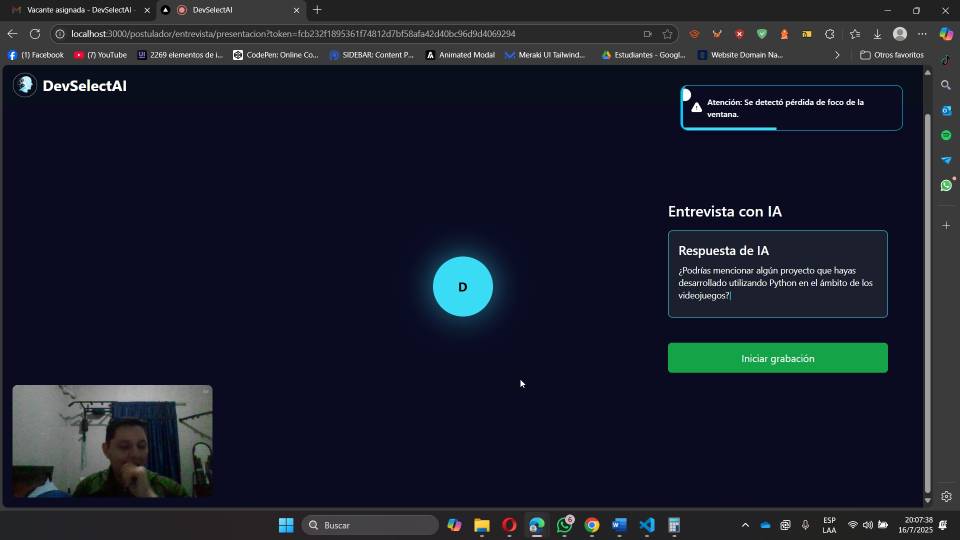 Vacante asignada - DevSelectAI -
DevSelectAI
localhost:3000/postulador/entrevista/presentacion?token=fcb232f1895361f74812d7bf58afa42d40bc96d9d4069294
(1) Facebook
(7) YouTube
2269 elementos de i...
CodePen: Online Co...
SIDEBAR: Content P...
Animated Modal
Meraki UI Tailwind...
Estudiantes - Googl...
Website Domain Na...
Otros favoritos
DevSelectAI
Atención: Se detectó pérdida de foco de la
ventana.
Entrevista con IA
Respuesta de IA
¿Podrías mencionar algún proyecto que hayas
desarrollado utilizando Python en el ámbito de los
videojuegos?
D
Iniciar grabación
Buscar
6
ESP
LAA
20:07:38
16/7/2025